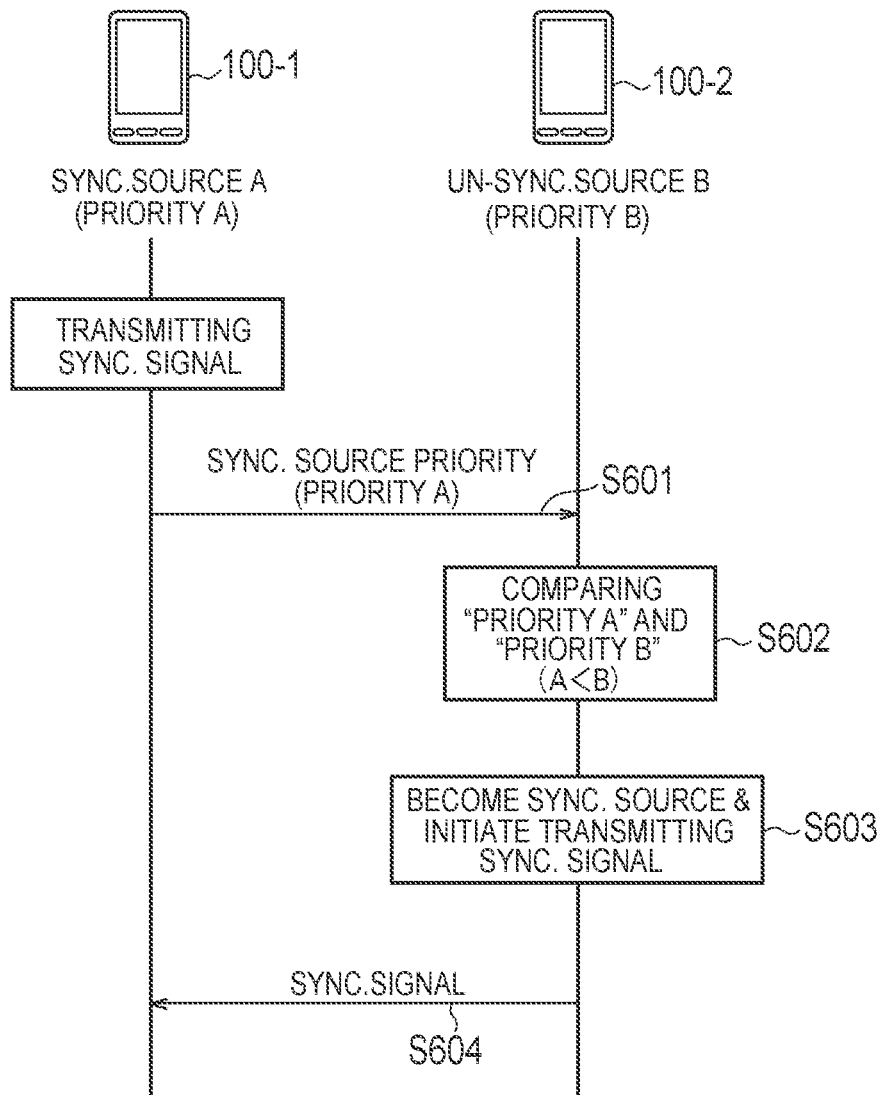 100-1
100-2
SYNC.SOURCE A
(PRIORITY A)
UN-SYNC.SOURCE B
(PRIORITY B)
TRANSMITTING
SYNC. SIGNAL
SYNC. SOURCE PRIORITY
(PRIORITY A)
S601
COMPARING
“PRIORITY A” AND
“PRIORITY B”
(A<B)
S602
BECOME SYNC. SOURCE &
INITIATE TRANSMITTING
SYNC. SIGNAL
S603
SYNC.SIGNAL
S604